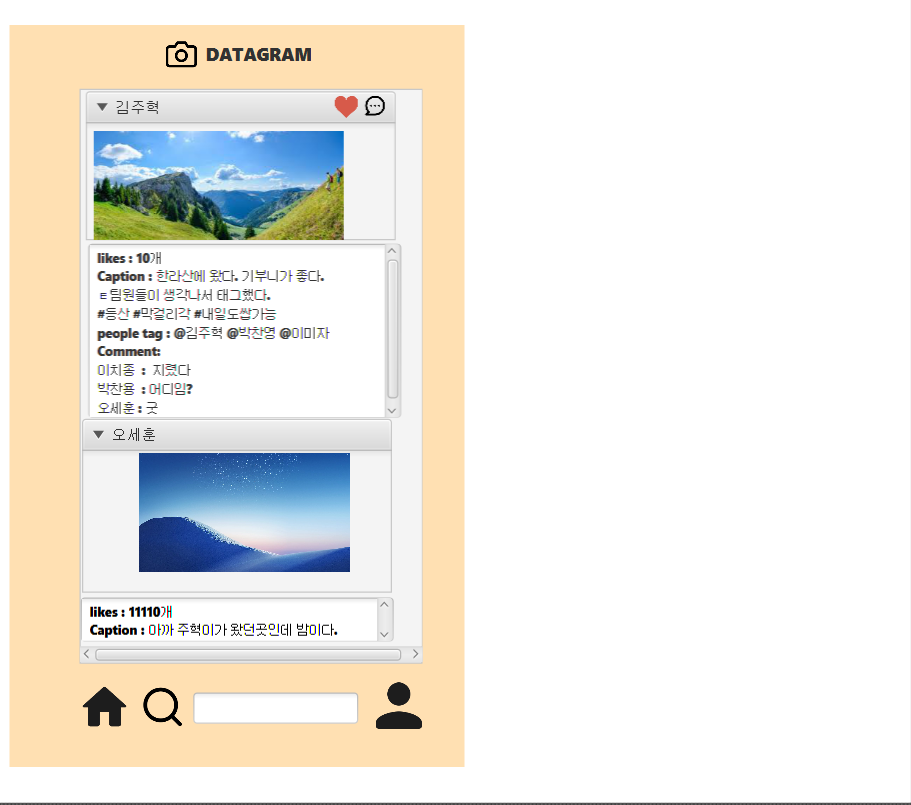 DATAGRAM
김주혁
likes : 10개
Caption : 한라산에 왔다. 기부니가 좋다.
ㅌ팀원들이 생각나서 태그했다.
#등산 #막걸리각 #내일도쌉가능
people tag : @김주혁 @박찬영 @이미자
Comment:
이치종 : 지렸다
박찬용 : 어디임?
오세훈 : 굿
오세훈
likes : 11110개
Caption : 아까 주혁이가 왔던곳인데 밤이다.